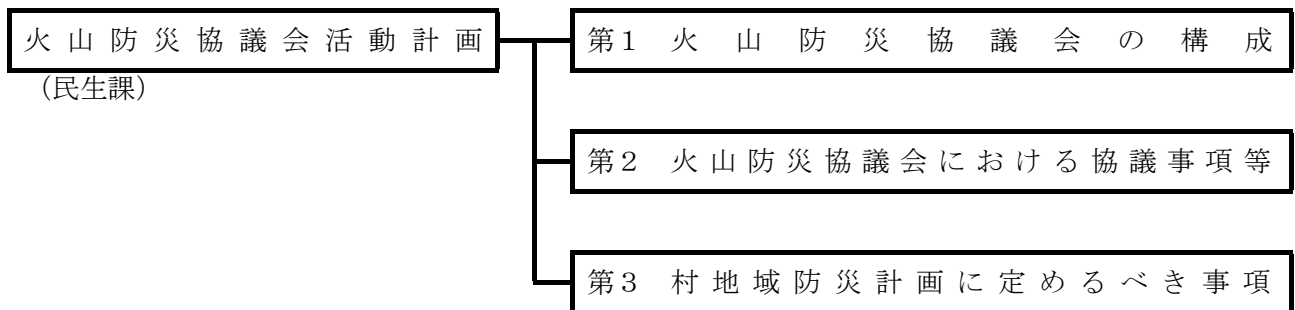 火山防災協議会活動計画
(民生課)
第1 火山防災協議会の構成
第2 火山防災協議会における協議事項等
第3 村地域防災計画に定めるべき事項